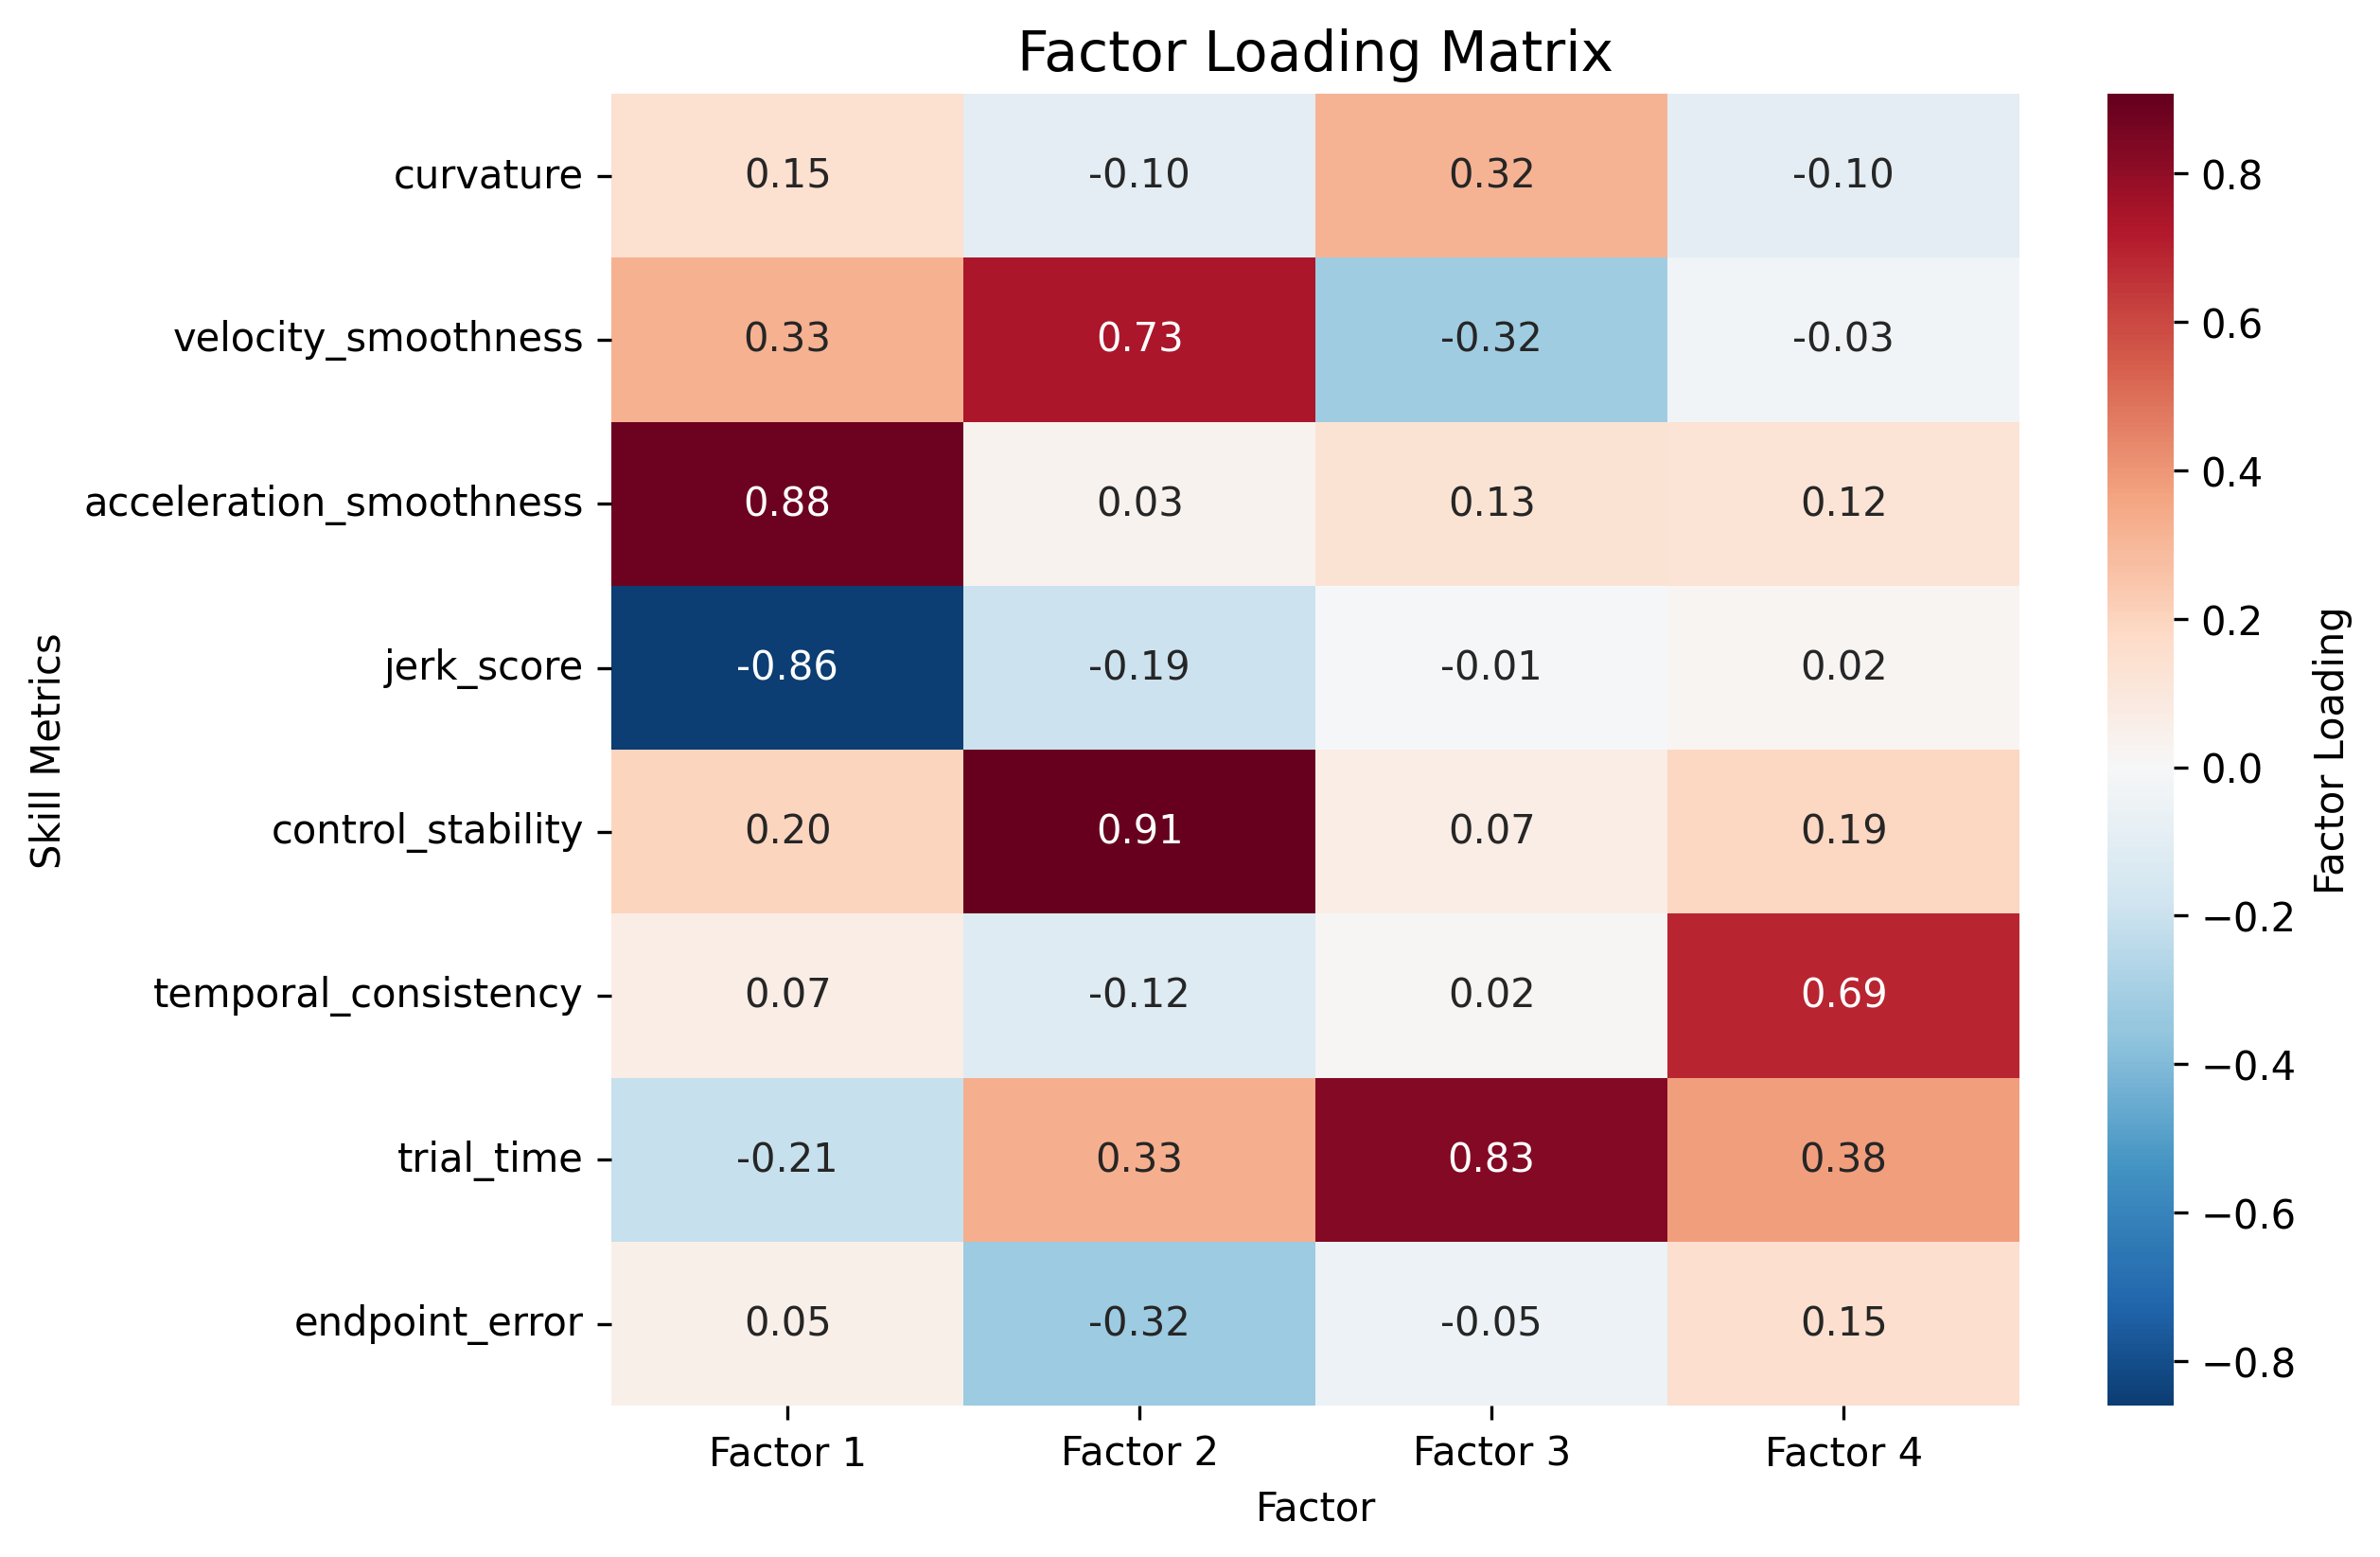 Factor Loading Matrix
Skill Metrics
curvature 0.15 -0.10 0.32 -0.10
velocity_smoothness 0.33 0.73 -0.32 -0.03
acceleration_smoothness 0.88 0.03 0.13 0.12
jerk_score -0.86 -0.19 -0.01 0.02
control_stability 0.20 0.91 0.07 0.19
temporal_consistency 0.07 -0.12 0.02 0.69
trial_time -0.21 0.33 0.83 0.38
endpoint_error 0.05 -0.32 -0.05 0.15
Factor 1 Factor 2 Factor 3 Factor 4
Factor
0.8
0.6
0.4
0.2
0.0
−0.2
−0.4
−0.6
−0.8
Factor Loading